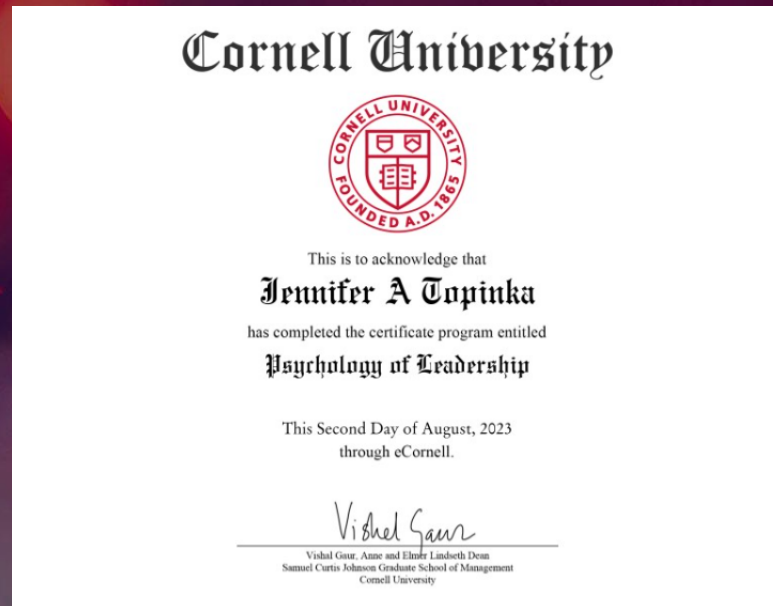 Cornell University
CORNELL UNIVERSITY
FOUNDED A.D. 1865
This is to acknowledge that
Jennifer A Topinka
has completed the certificate program entitled
Psychology of Leadership
This Second Day of August, 2023
through eCornell.
Vishal Gaur
Vishal Gaur, Anne and Elmer Lindseth Dean
Samuel Curtis Johnson Graduate School of Management
Cornell University